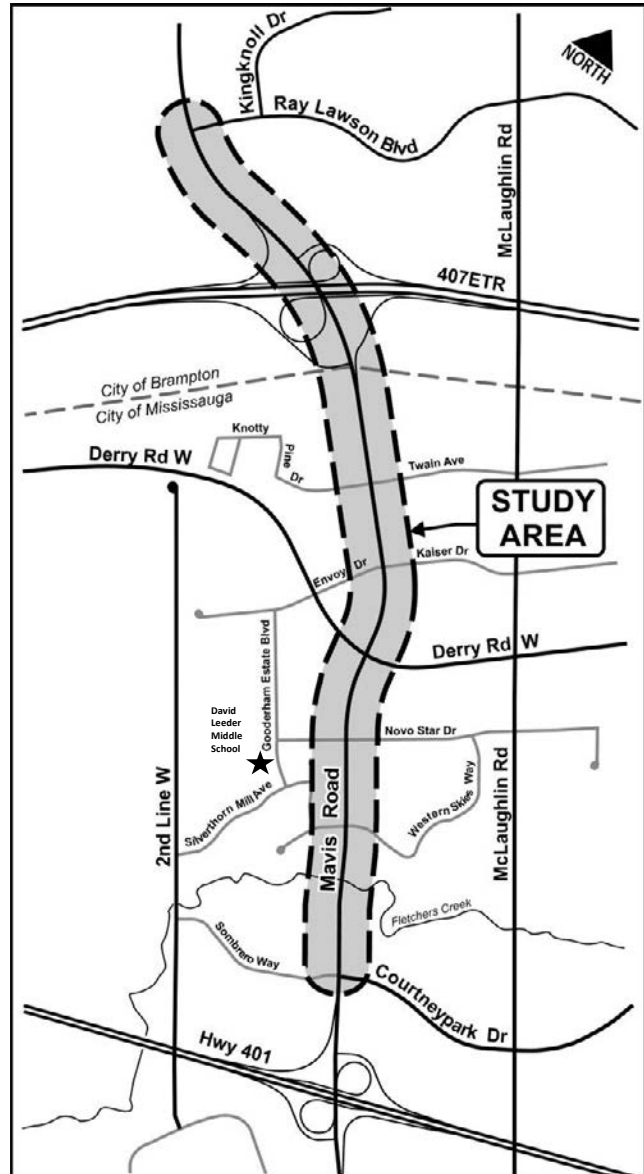 Kingknoll Dr
NORTH
Ray Lawson Blvd
McLaughlin Rd
407ETR
City of Brampton
City of Mississauga
Knotty
Pine
Dr
Derry Rd W
Twain Ave
STUDY
AREA
Envoy Dr
Kaiser Dr
Derry Rd W
Gooderham Estate Blvd
David
Leeder
Middle
School
Novo Star Dr
Silverthorn Mill Ave
Mavis Road
Western Skies Way
2nd Line W
McLaughlin Rd
Fletchers Creek
Sombrero Way
Courtneypark Dr
Hwy 401